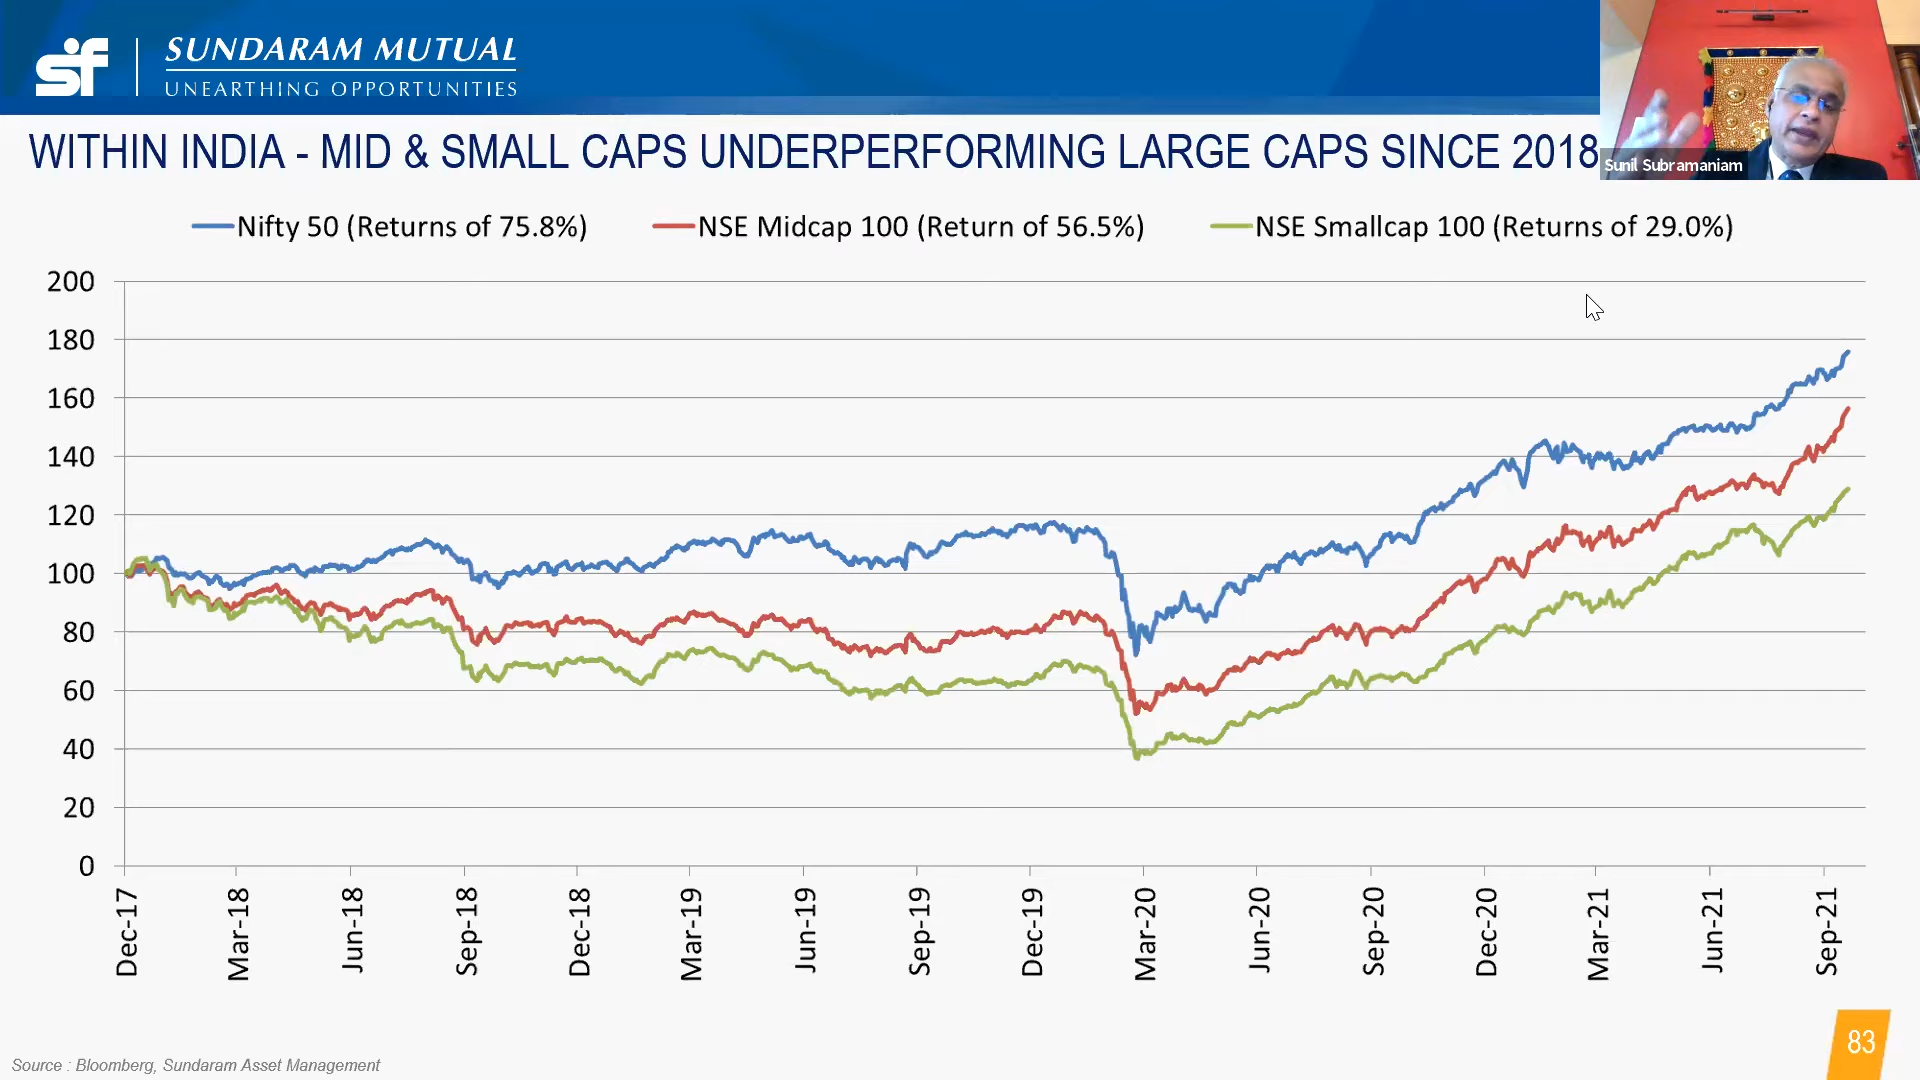 sf
SUNDARAM MUTUAL
UNEARTHING OPPORTUNITIES
WITHIN INDIA - MID & SMALL CAPS UNDERPERFORMING LARGE CAPS SINCE 2018
Sunil Subramaniam
Nifty 50 (Returns of 75.8%)
NSE Midcap 100 (Return of 56.5%)
NSE Smallcap 100 (Returns of 29.0%)
200
180
160
140
120
100
80
60
40
20
0
Dec-17
Mar-18
Jun-18
Sep-18
Dec-18
Mar-19
Jun-19
Sep-19
Dec-19
Mar-20
Jun-20
Sep-20
Dec-20
Mar-21
Jun-21
Sep-21
83
Source : Bloomberg, Sundaram Asset Management